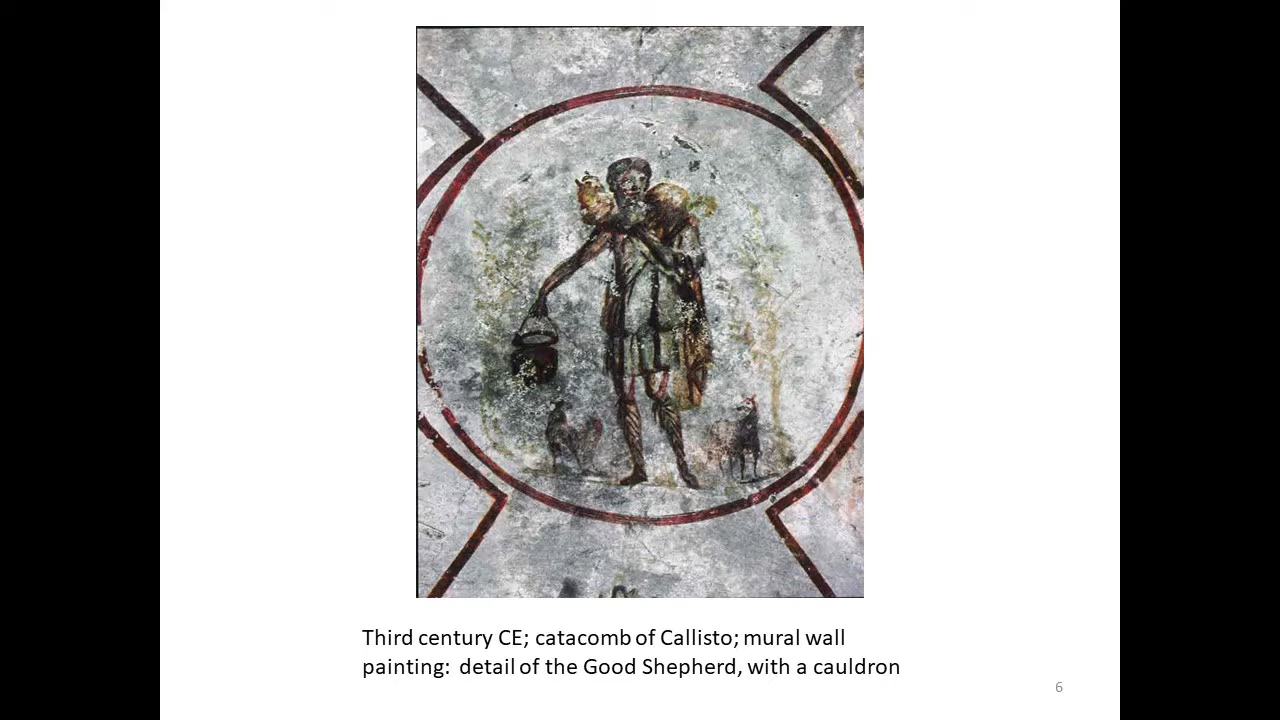 Third century CE; catacomb of Callisto; mural wall
painting:  detail of the Good Shepherd, with a cauldron
6